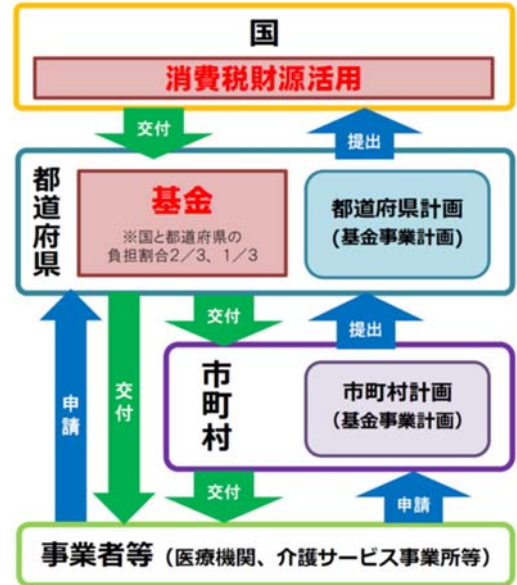 国
消費税財源活用
交付
提出
都道府県
基金
※国と都道府県の
負担割合2／3、1／3
都道府県計画
(基金事業計画)
交付
提出
申請
交付
市町村
市町村計画
（基金事業計画）
交付
申請
事業者等（医療機関、介護サービス事業所等）